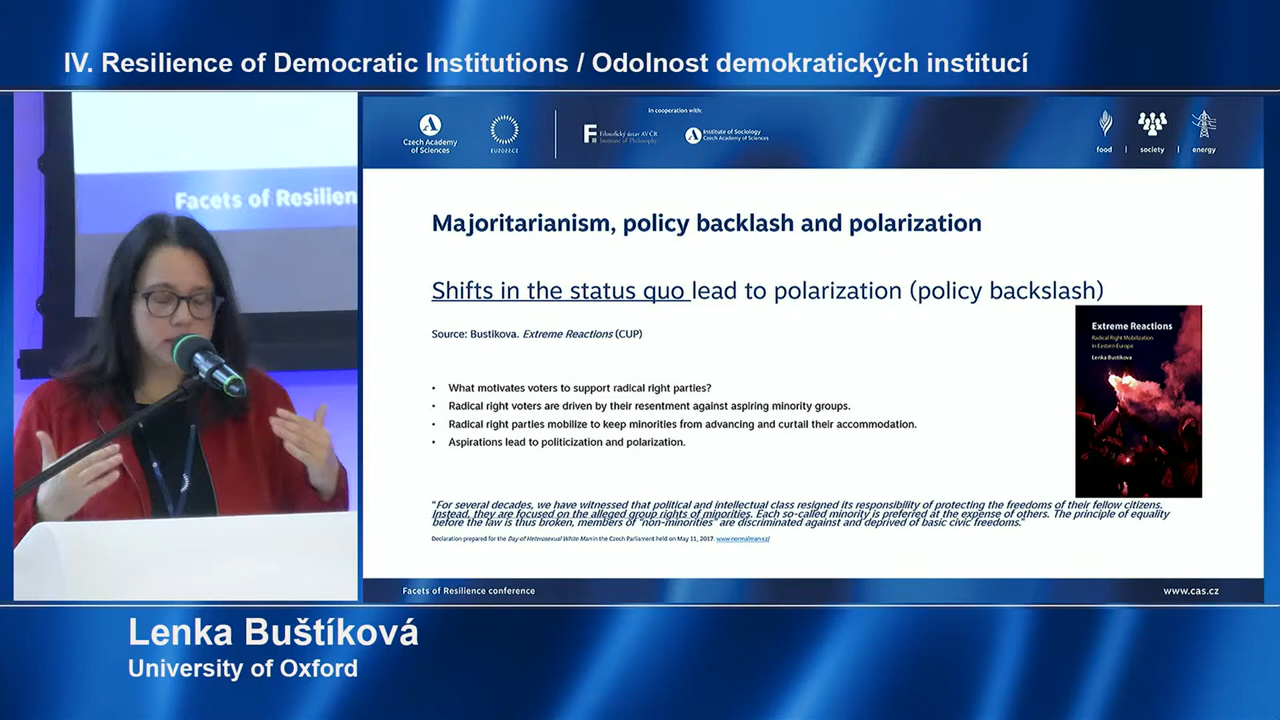 IV. Resilience of Democratic Institutions / Odolnost demokratických institucí
Facets of Resilien
In cooperation with:
Czech Academy
of Sciences
EU2022.CZ
Filosofický ústav AV ČR
Institute of Philosophy
Institute of Sociology
Czech Academy of Sciences
food | society | energy
Majoritarianism, policy backlash and polarization
Shifts in the status quo lead to polarization (policy backslash)
Source: Bustikova. Extreme Reactions (CUP)
Extreme Reactions
Radical Right Mobilization
in Eastern Europe
Lenka Bustikova
• What motivates voters to support radical right parties?
• Radical right voters are driven by their resentment against aspiring minority groups.
• Radical right parties mobilize to keep minorities from advancing and curtail their accommodation.
• Aspirations lead to politicization and polarization.
"For several decades, we have witnessed that political and intellectual class resigned its responsibility of protecting the freedoms of their fellow citizens.
Instead, they are focused on the alleged group rights of minorities. Each so-called minority is preferred at the expense of others. The principle of equality
before the law is thus broken, members of "non-minorities" are discriminated against and deprived of basic civic freedoms."
Declaration prepared for the Day of Heterosexual White Man in the Czech Parliament held on May 11, 2017. www.normalman.cz/
Facets of Resilience conference
www.cas.cz
Lenka Buštíková
University of Oxford